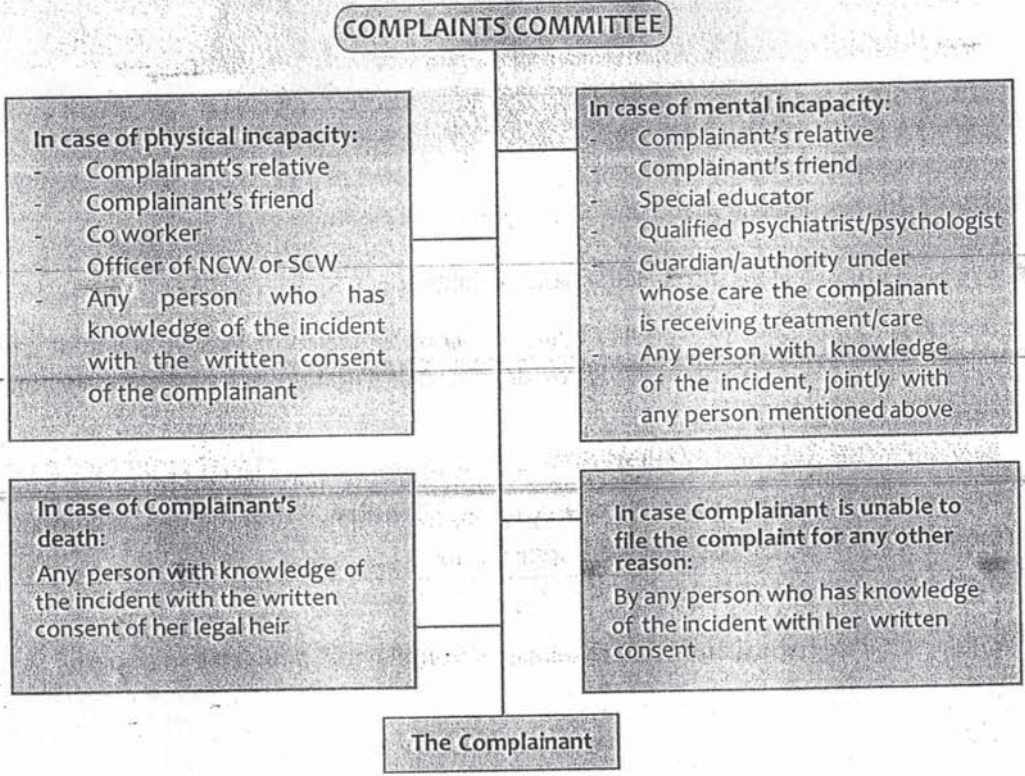 COMPLAINTS COMMITTEE
In case of physical incapacity:
- Complainant's relative
- Complainant's friend
- Co worker
- Officer of NCW or SCW
- Any person who has
knowledge of the incident
with the written consent
of the complainant
In case of mental incapacity:
- Complainant's relative
- Complainant's friend
- Special educator
- Qualified psychiatrist/psychologist
- Guardian/authority under
whose care the complainant
is receiving treatment/care
- Any person with knowledge
of the incident, jointly with
any person mentioned above
In case of Complainant's
death:
Any person with knowledge of
the incident with the written
consent of her legal heir
In case Complainant is unable to
file the complaint for any other
reason:
By any person who has knowledge
of the incident with her written
consent
The Complainant